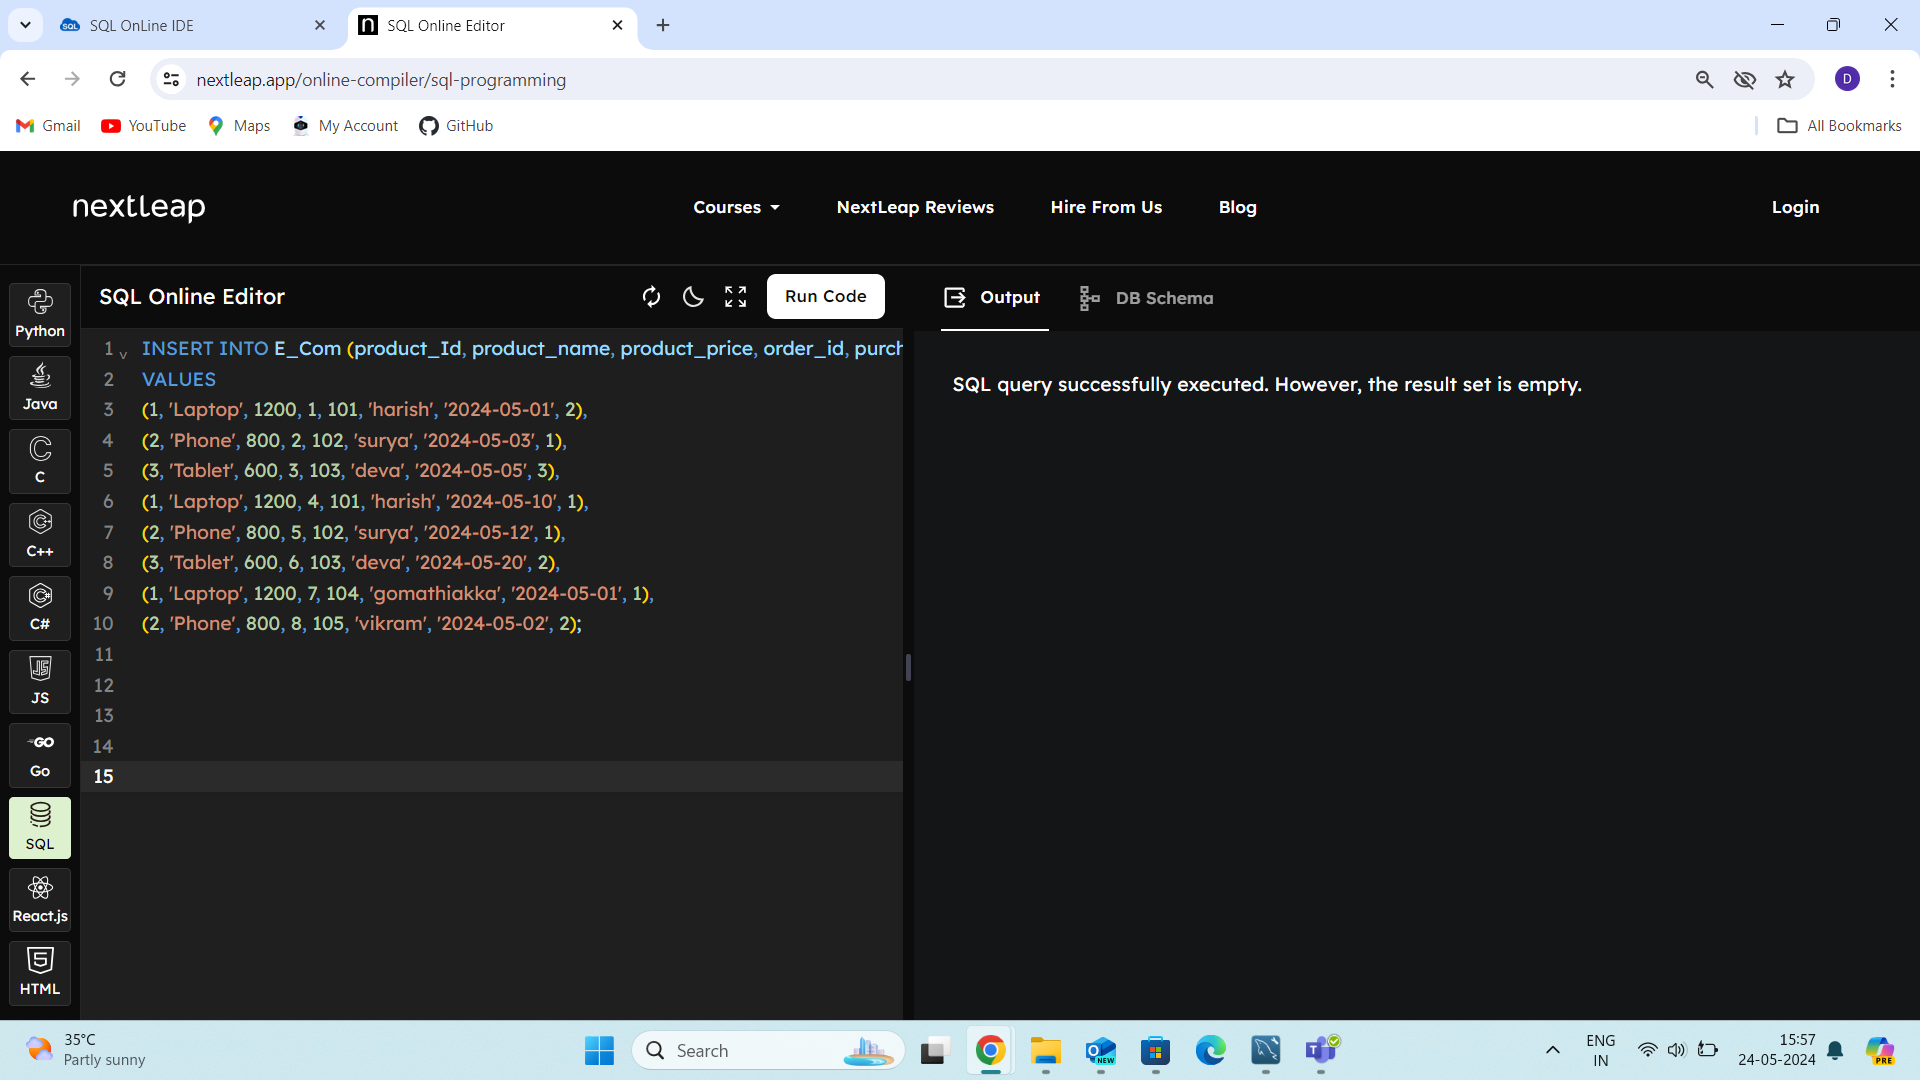 SQL OnLine IDE
SQL Online Editor
nextleap.app/online-compiler/sql-programming
D
Gmail
YouTube
Maps
My Account
GitHub
All Bookmarks
nextleap
Courses
NextLeap Reviews
Hire From Us
Blog
Login
SQL Online Editor
Run Code
Output
DB Schema
Python
Java
C
C++
C#
JS
Go
SQL
React.js
HTML
1 INSERT INTO E_Com (product_Id, product_name, product_price, order_id, purch
2 VALUES
3 (1, 'Laptop', 1200, 1, 101, 'harish', '2024-05-01', 2),
4 (2, 'Phone', 800, 2, 102, 'surya', '2024-05-03', 1),
5 (3, 'Tablet', 600, 3, 103, 'deva', '2024-05-05', 3),
6 (1, 'Laptop', 1200, 4, 101, 'harish', '2024-05-10', 1),
7 (2, 'Phone', 800, 5, 102, 'surya', '2024-05-12', 1),
8 (3, 'Tablet', 600, 6, 103, 'deva', '2024-05-20', 2),
9 (1, 'Laptop', 1200, 7, 104, 'gomathiakka', '2024-05-01', 1),
10 (2, 'Phone', 800, 8, 105, 'vikram', '2024-05-02', 2);
11
12
13
14
15
SQL query successfully executed. However, the result set is empty.
35°C
Partly sunny
Search
ENG
IN
15:57
24-05-2024